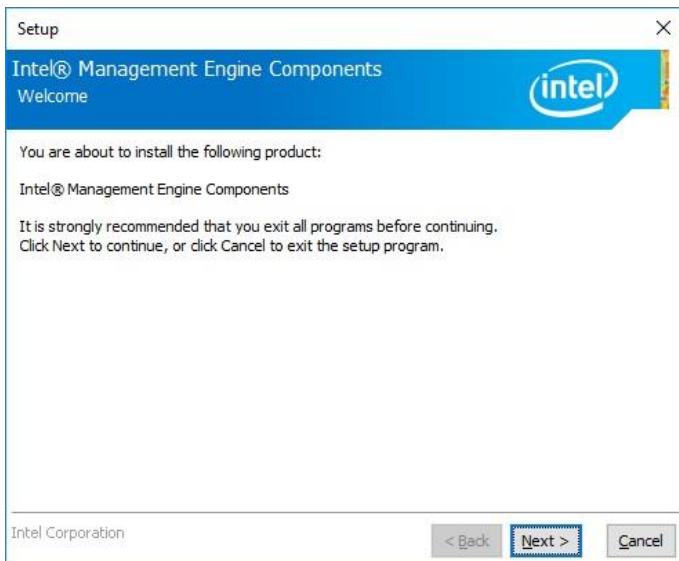 Setup
Intel® Management Engine Components
Welcome
intel
You are about to install the following product:
Intel® Management Engine Components
It is strongly recommended that you exit all programs before continuing.
Click Next to continue, or click Cancel to exit the setup program.
Intel Corporation
< Back
Next >
Cancel